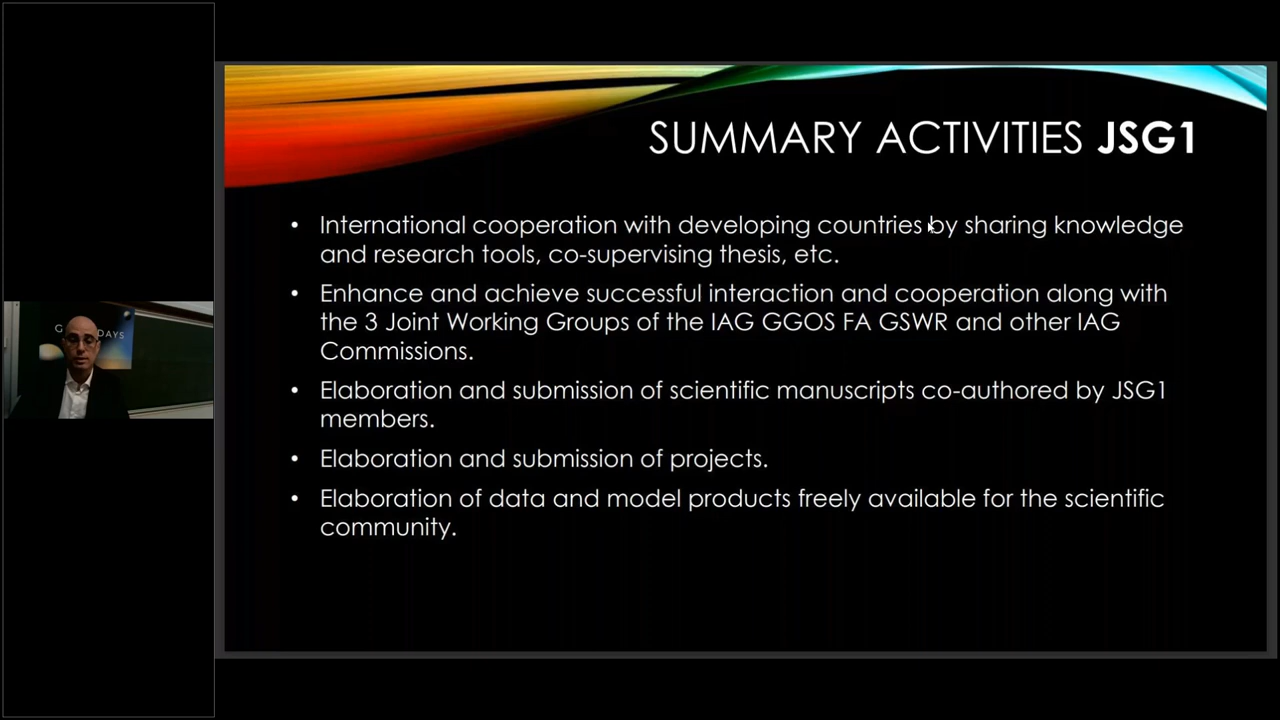 SUMMARY ACTIVITIES JSG1
• International cooperation with developing countries by sharing knowledge
and research tools, co-supervising thesis, etc.
• Enhance and achieve successful interaction and cooperation along with
the 3 Joint Working Groups of the IAG GGOS FA GSWR and other IAG
Commissions.
• Elaboration and submission of scientific manuscripts co-authored by JSG1
members.
• Elaboration and submission of projects.
• Elaboration of data and model products freely available for the scientific
community.
DAYS